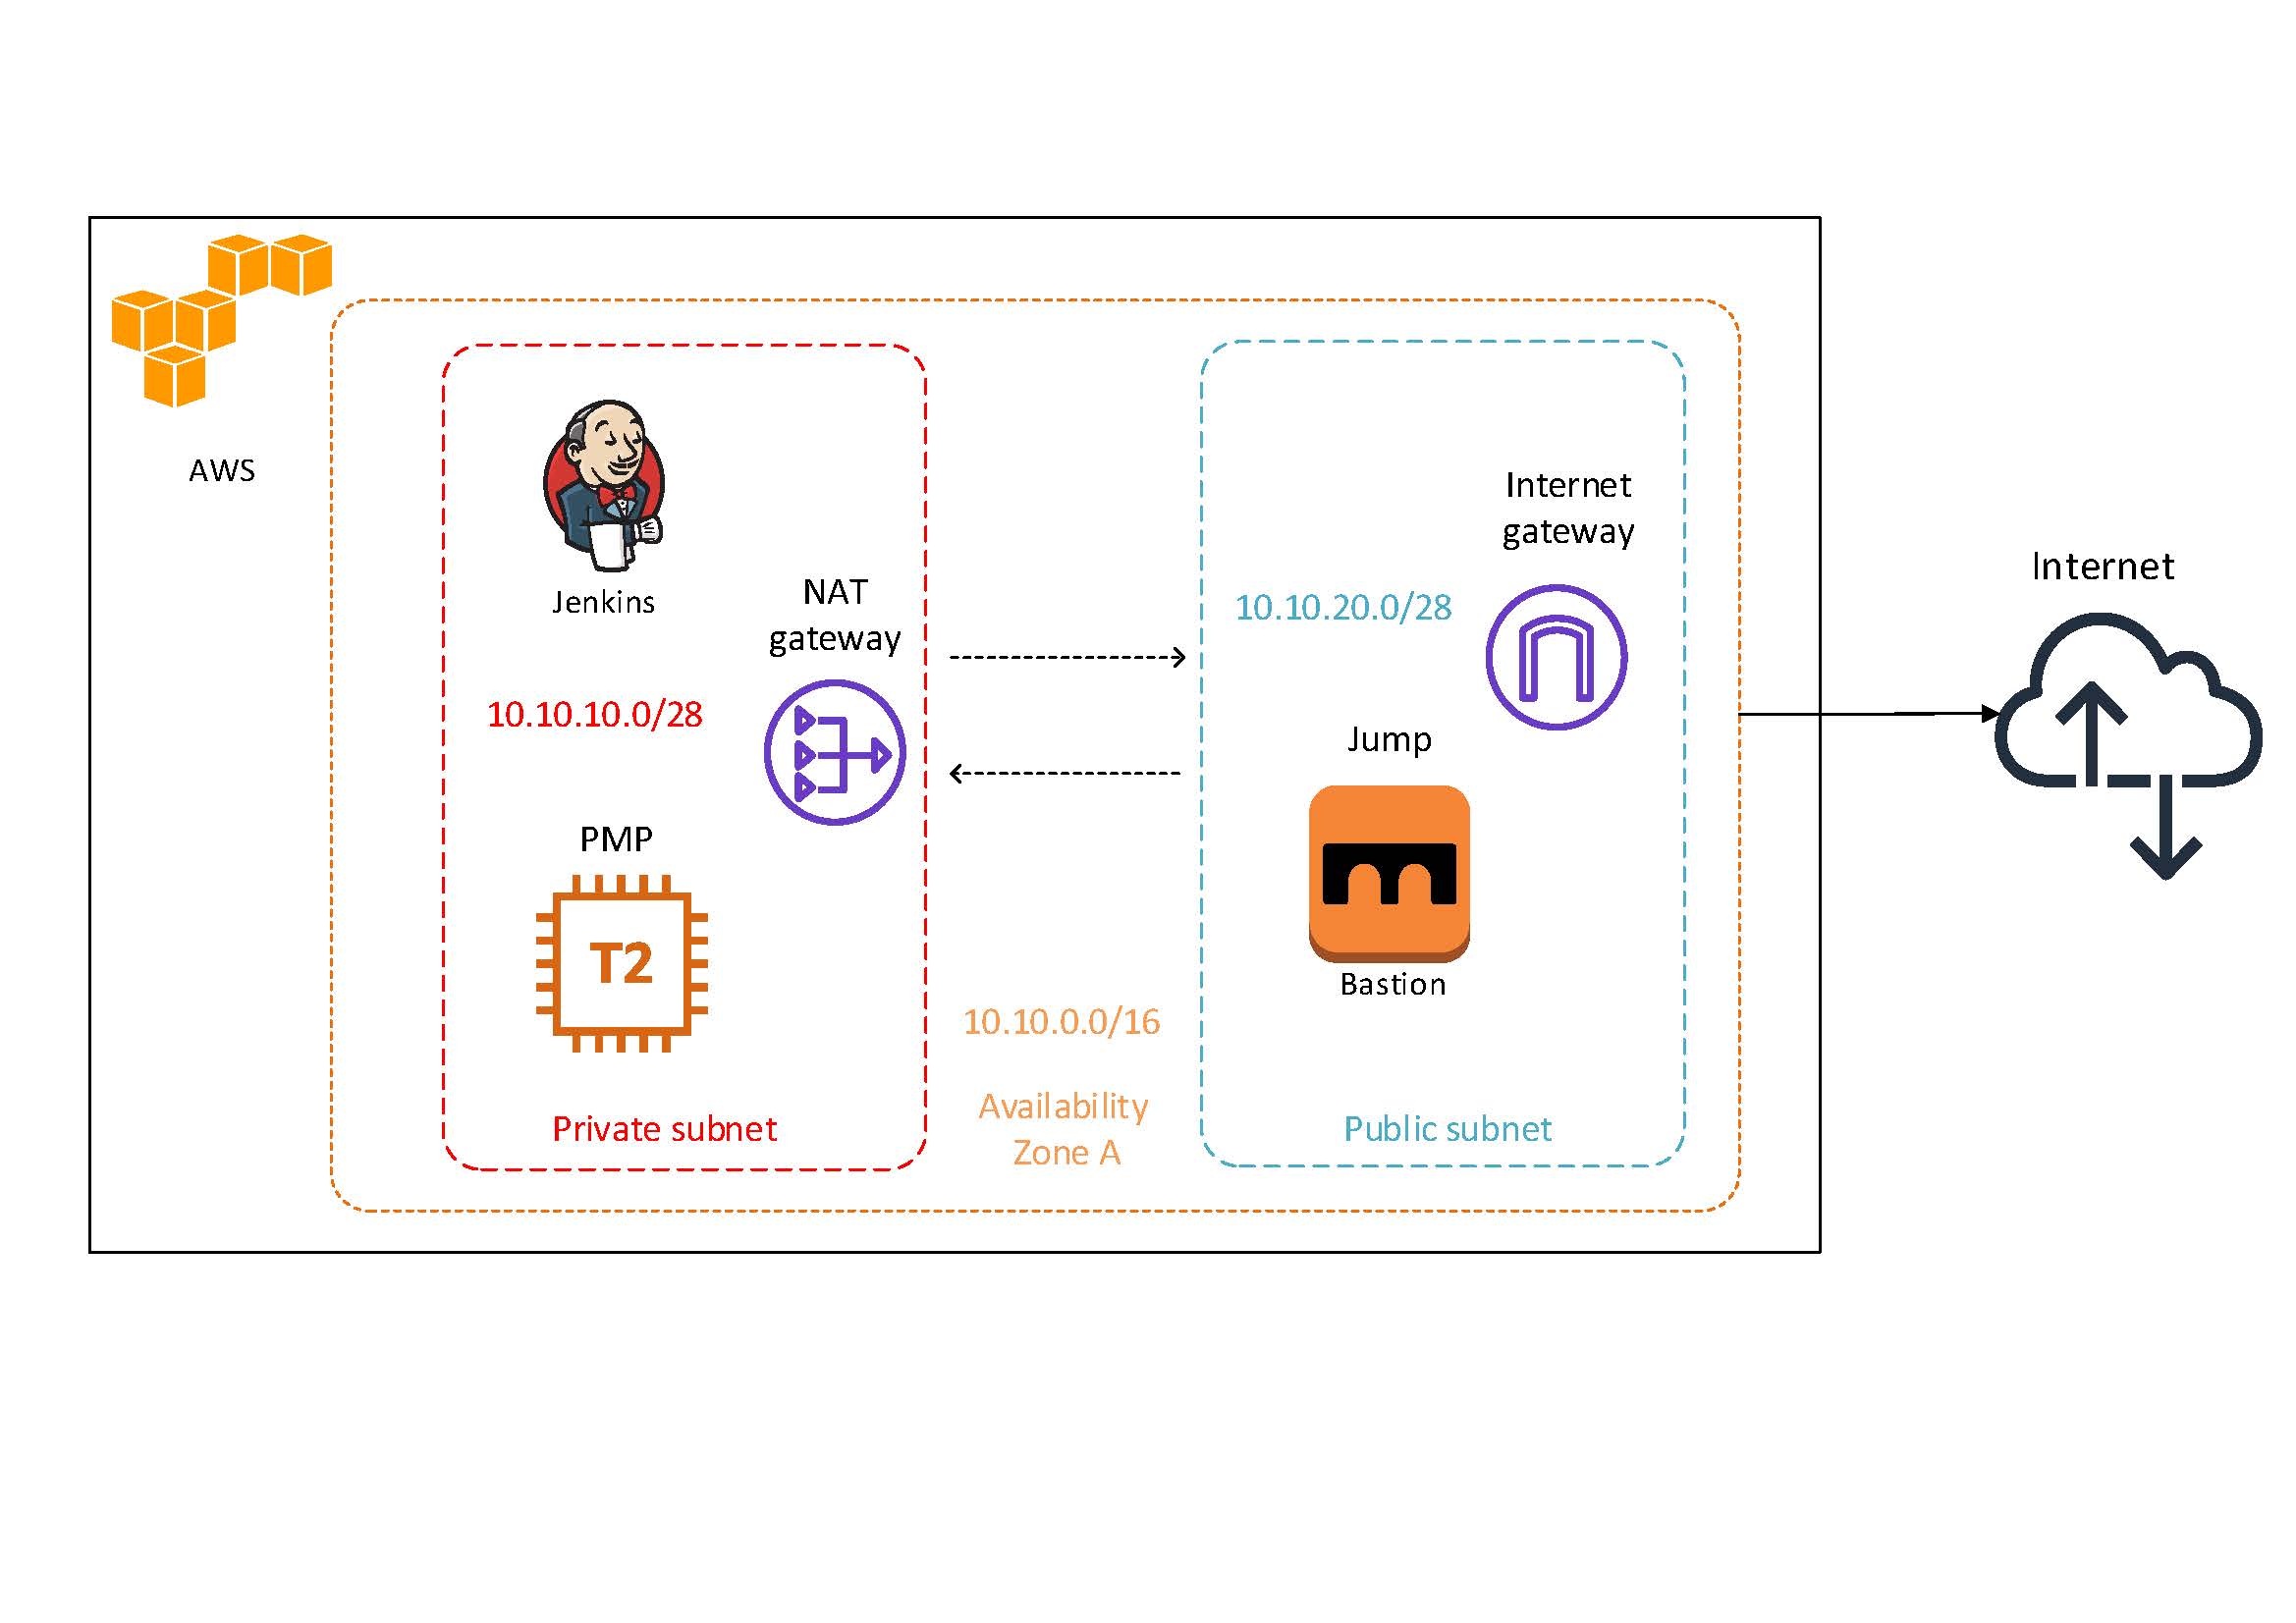 AWS
Jenkins
NAT
gateway
10.10.10.0/28
PMP
T2
Private subnet
10.10.0.0/16
Availability
Zone A
Internet
gateway
10.10.20.0/28
Jump
Bastion
Public subnet
Internet